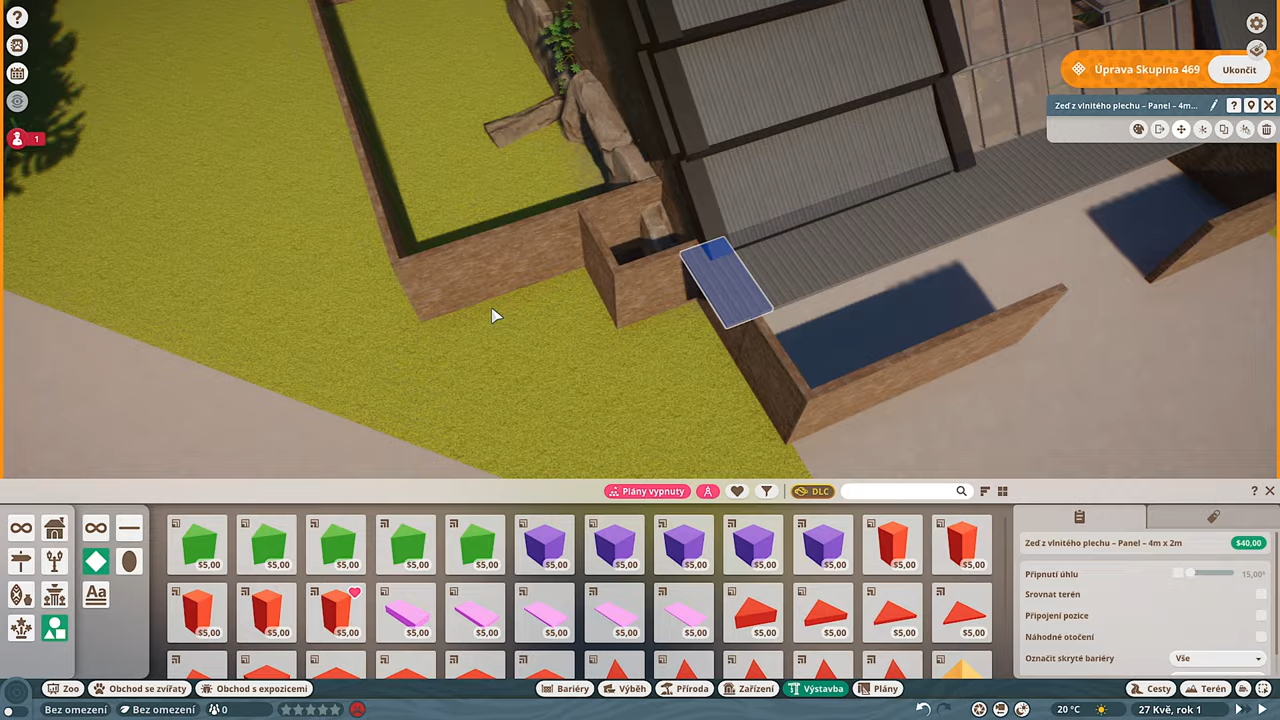 ?
1
Úprava Skupina 469
Ukončit
Zeď z vlnitého plechu – Panel – 4m...
?
Plány vypnuty
DLC
?
Aa
$5,00 $5,00 $5,00 $5,00 $5,00 $5,00 $5,00 $5,00 $5,00 $5,00 $5,00 $5,00
$5,00 $5,00 $5,00 $5,00 $5,00 $5,00 $5,00 $5,00 $5,00 $5,00 $5,00 $5,00
Zeď z vlnitého plechu – Panel – 4m x 2m
$40,00
Připnutí úhlu
15,00°
Srovnat terén
Připojení pozice
Náhodné otočení
Označit skryté bariéry
Vše
Zoo
Obchod se zvířaty
Obchod s expozicemi
Bariéry
Výběh
Příroda
Zařízení
Výstavba
Plány
Cesty
Terén
Bez omezení
Bez omezení
0
20 °C
27 Kvě, rok 1